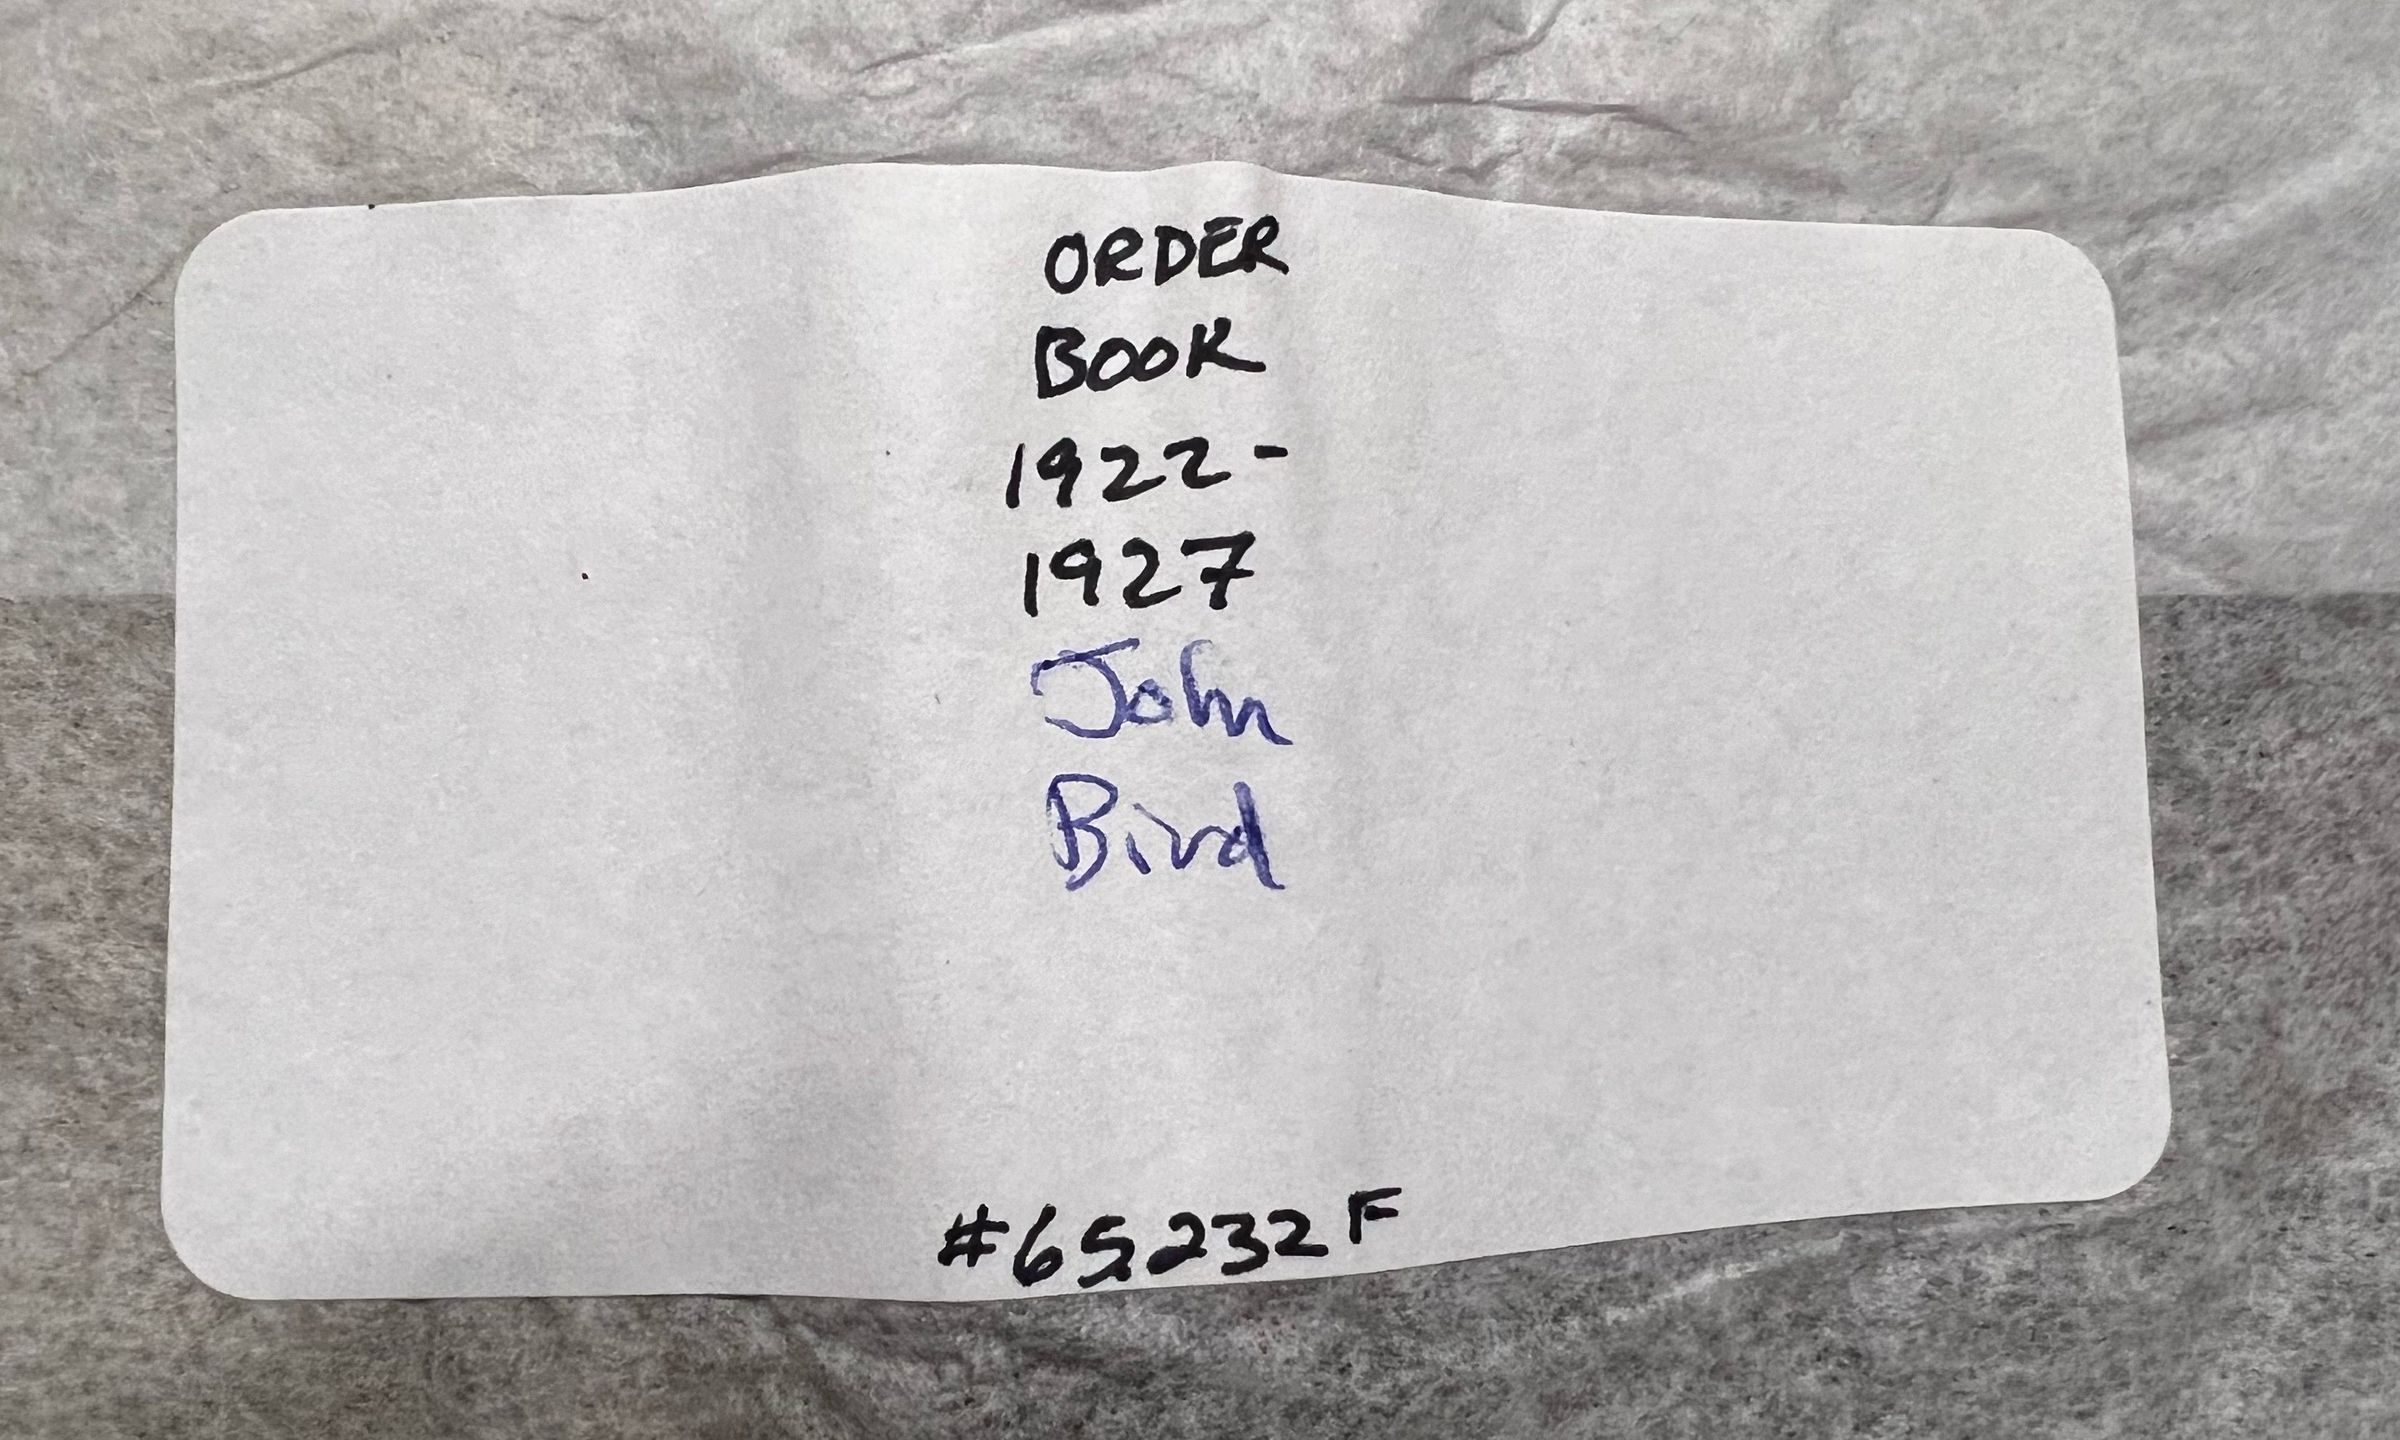 ORDER
BOOK
1922-
1927
John
Bird
#65232F